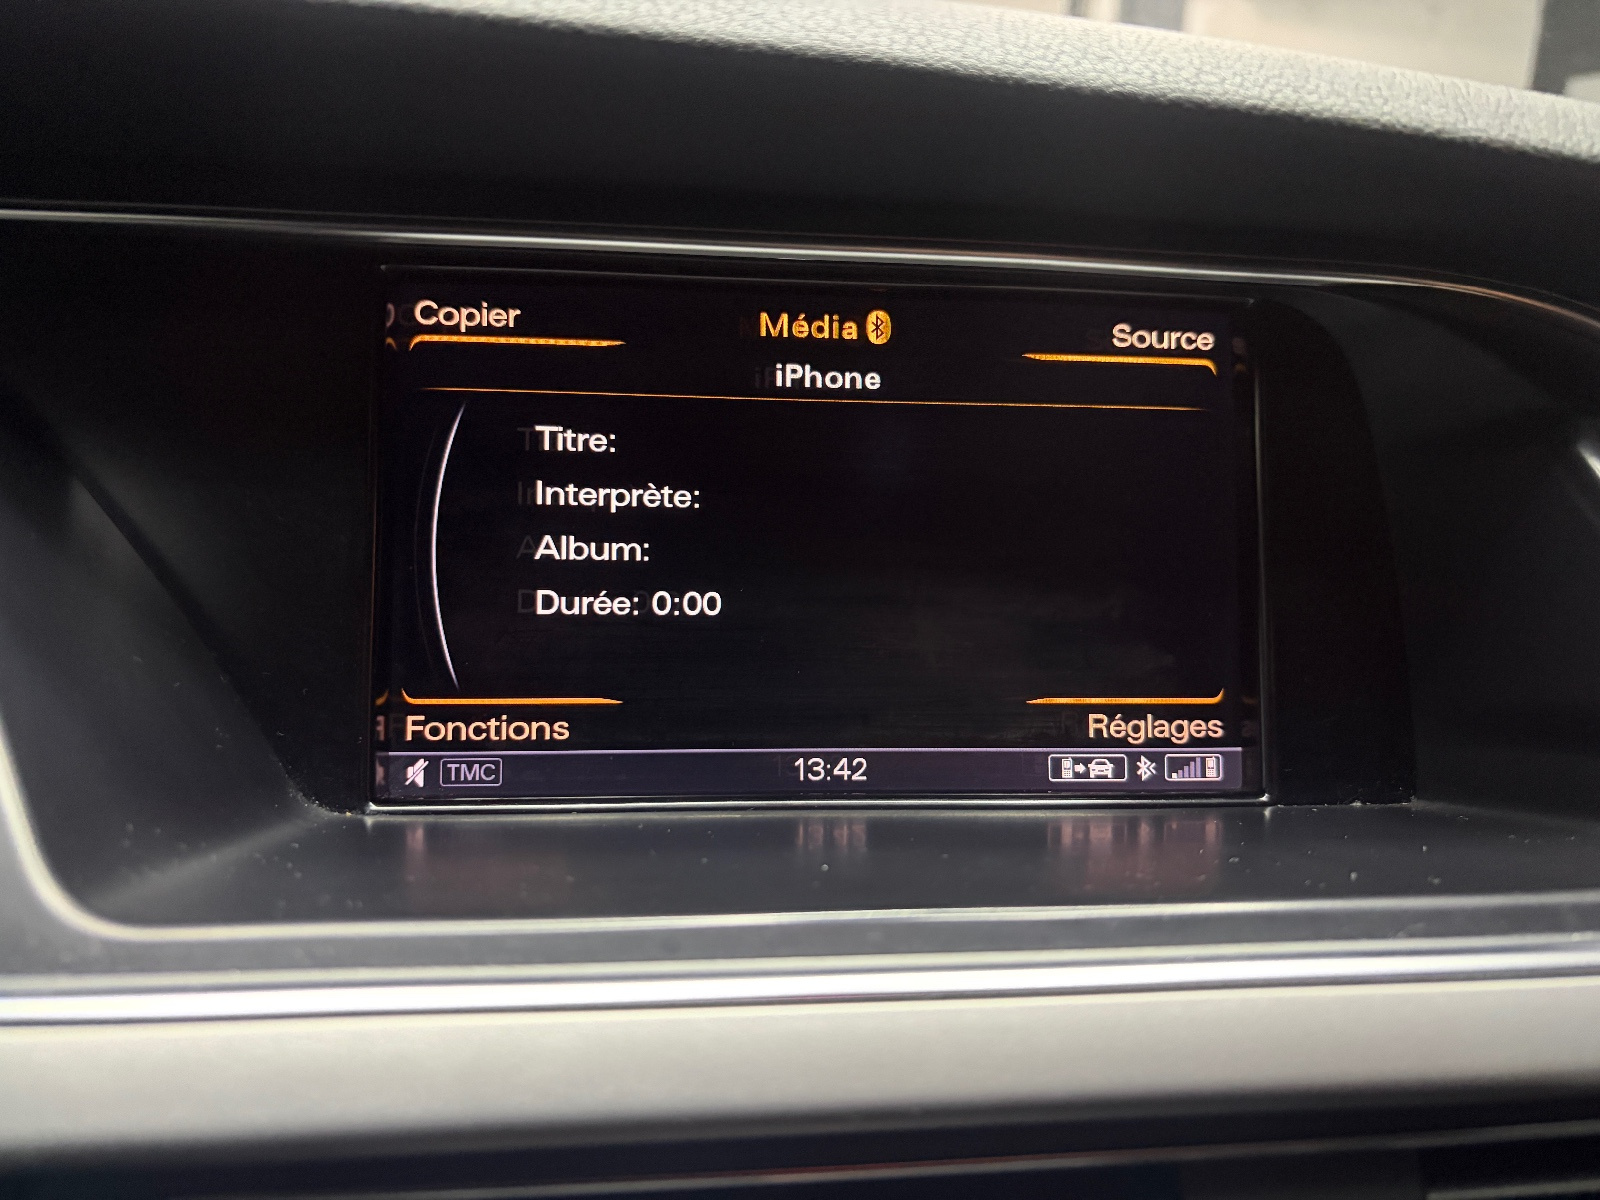 Copier
Média
Source
iPhone
Titre:
Interprète:
Album:
Durée: 0:00
Fonctions
Réglages
TMC
13:42